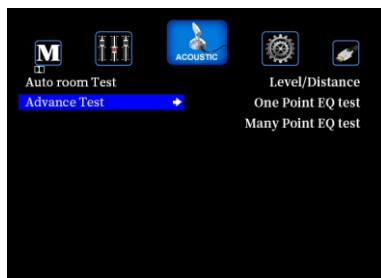 M
ACOUSTIC
Auto room Test
Level/Distance
Advance Test
One Point EQ test
Many Point EQ test